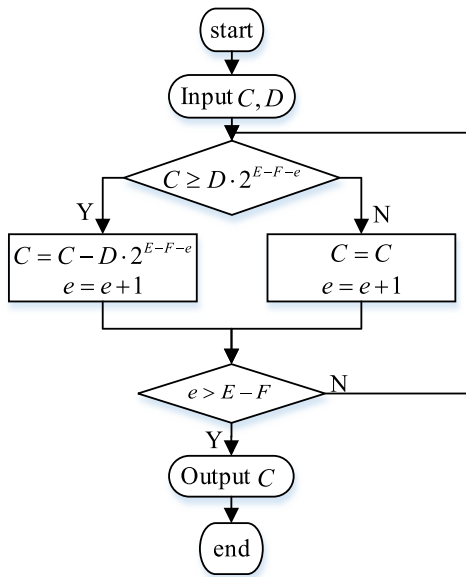 start
Input C, D
C ≥ D · 2^{E−F−e}
Y
N
C = C − D · 2^{E−F−e}
e = e + 1
C = C
e = e + 1
e > E − F
N
Y
Output C
end